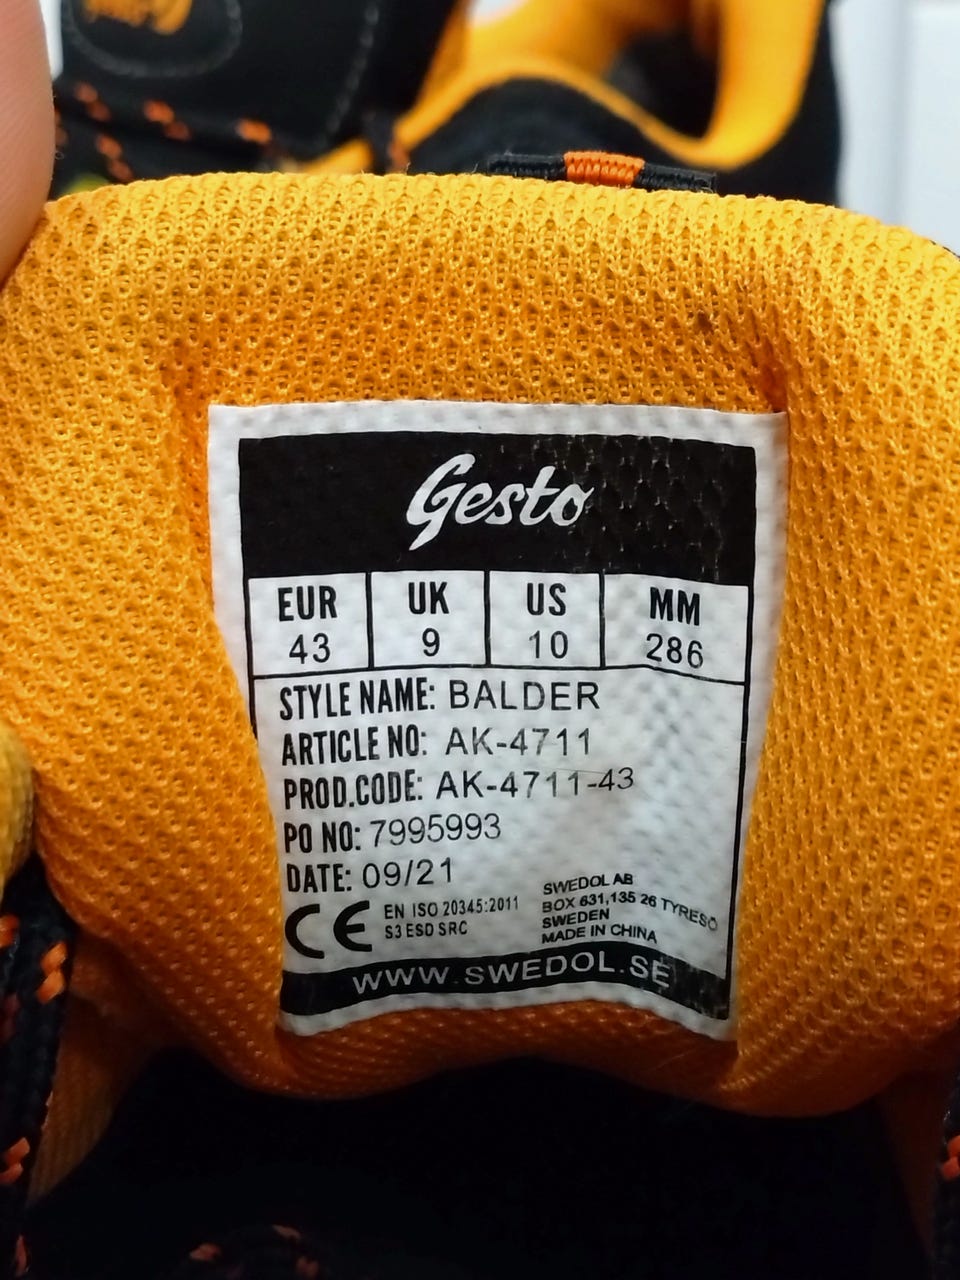 Gesto
EUR UK US MM
43 9 10 286
STYLE NAME: BALDER
ARTICLE NO: AK-4711
PROD.CODE: AK-4711-43
PO NO: 7995993
DATE: 09/21
CE EN ISO 20345:2011
S3 ESD SRC
SWEDOL AB
BOX 631,135 26 TYRESÖ
SWEDEN
MADE IN CHINA
WWW.SWEDOL.SE